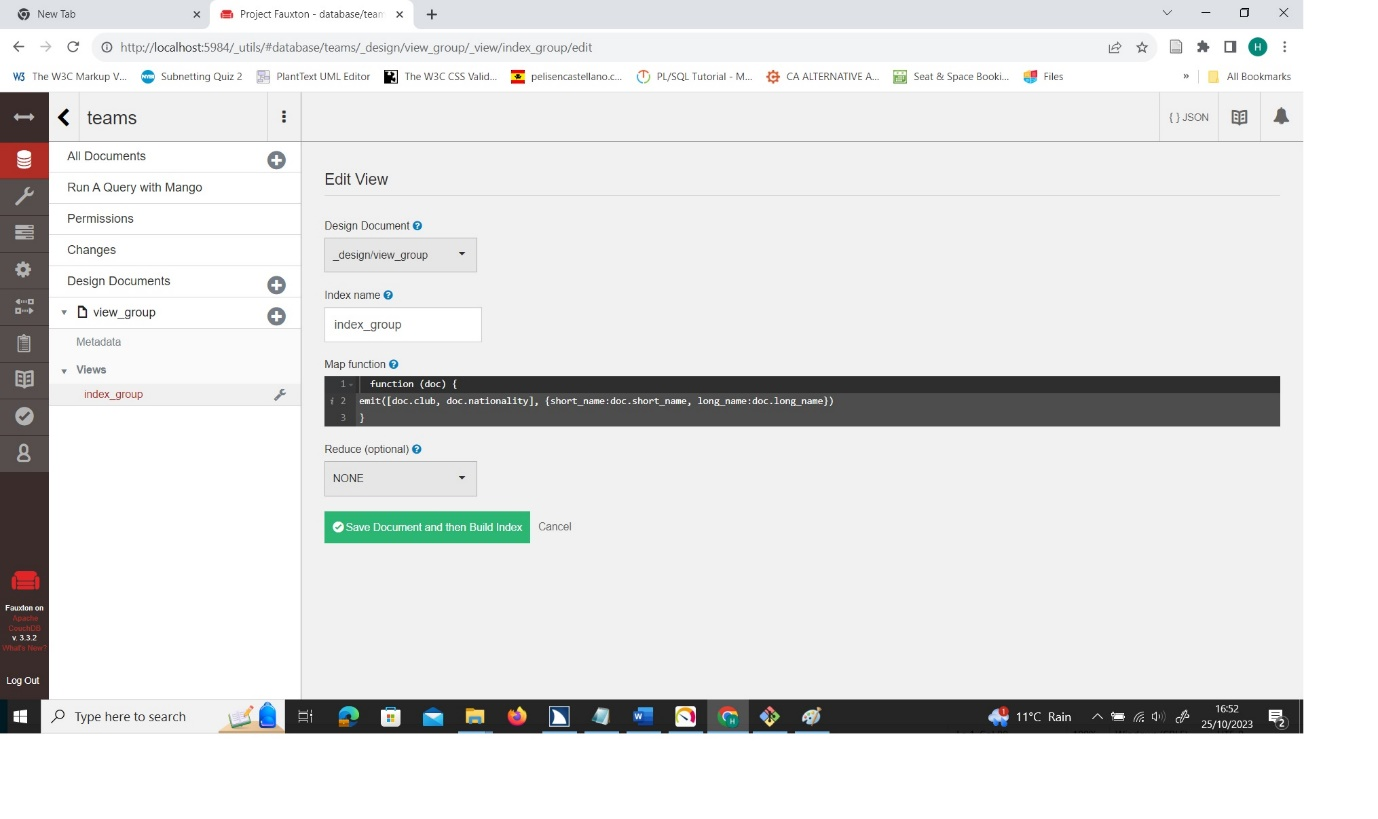 New Tab
Project Fauxton - database/team
http://localhost:5984/_utils/#database/teams/_design/view_group/_view/index_group/edit
H
W3 The W3C Markup V...
Subnetting Quiz 2
PlantText UML Editor
The W3C CSS Valid...
pelisencastellano.c...
PL/SQL Tutorial - M...
CA ALTERNATIVE A...
Seat & Space Booki...
Files
»
All Bookmarks
teams
{ } JSON
All Documents
Run A Query with Mango
Permissions
Changes
Design Documents
view_group
Metadata
Views
index_group
Edit View
Design Document
_design/view_group
Index name
index_group
Map function
1 function (doc) {
i 2 emit([doc.club, doc.nationality], {short_name:doc.short_name, long_name:doc.long_name})
3 }
Reduce (optional)
NONE
Save Document and then Build Index
Cancel
Fauxton on
Apache
CouchDB
v. 3.3.2
What's New?
Log Out
Type here to search
11°C Rain
16:52
25/10/2023
2